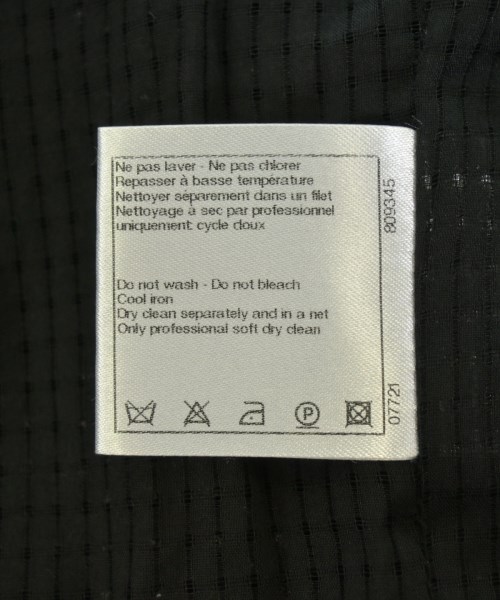 Ne pas laver - Ne pas chlorer
Repasser à basse température
Nettoyer séparement dans un filet
Nettoyage à sec par professionnel
uniquement: cycle doux
Do not wash - Do not bleach
Cool iron
Dry clean separately and in a net
Only professional soft dry clean
P
809345
07721